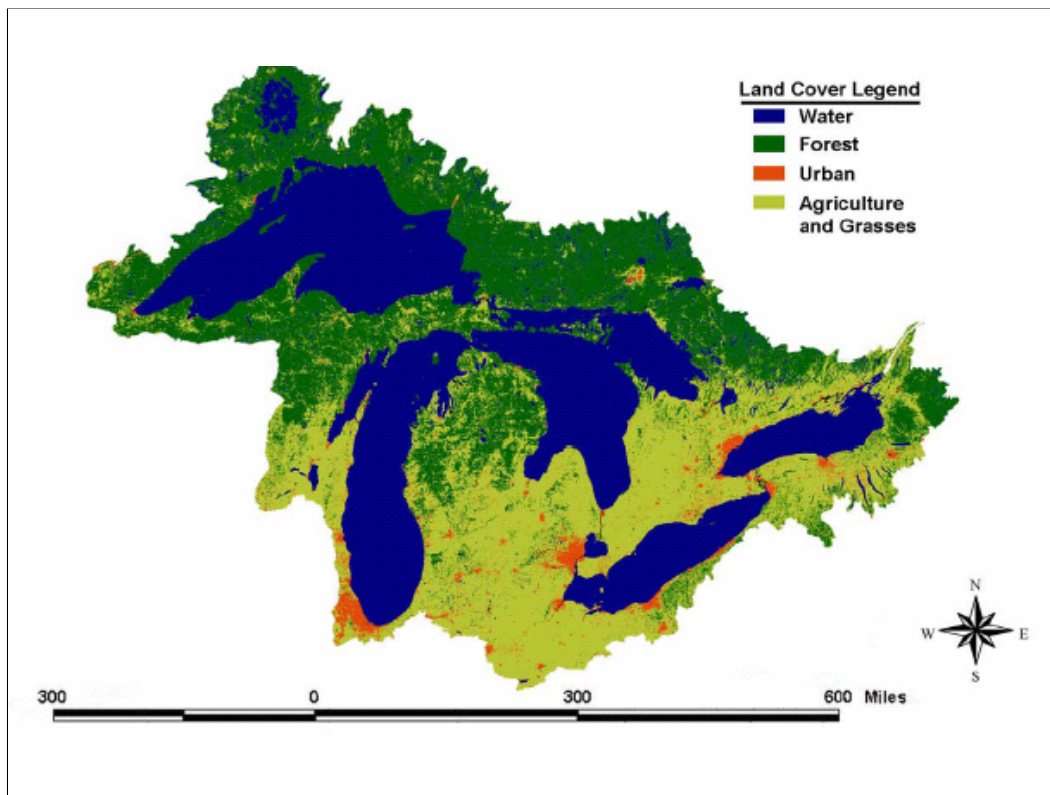 Land Cover Legend
Water
Forest
Urban
Agriculture
and Grasses
N
W E
S
300 0 300 600 Miles